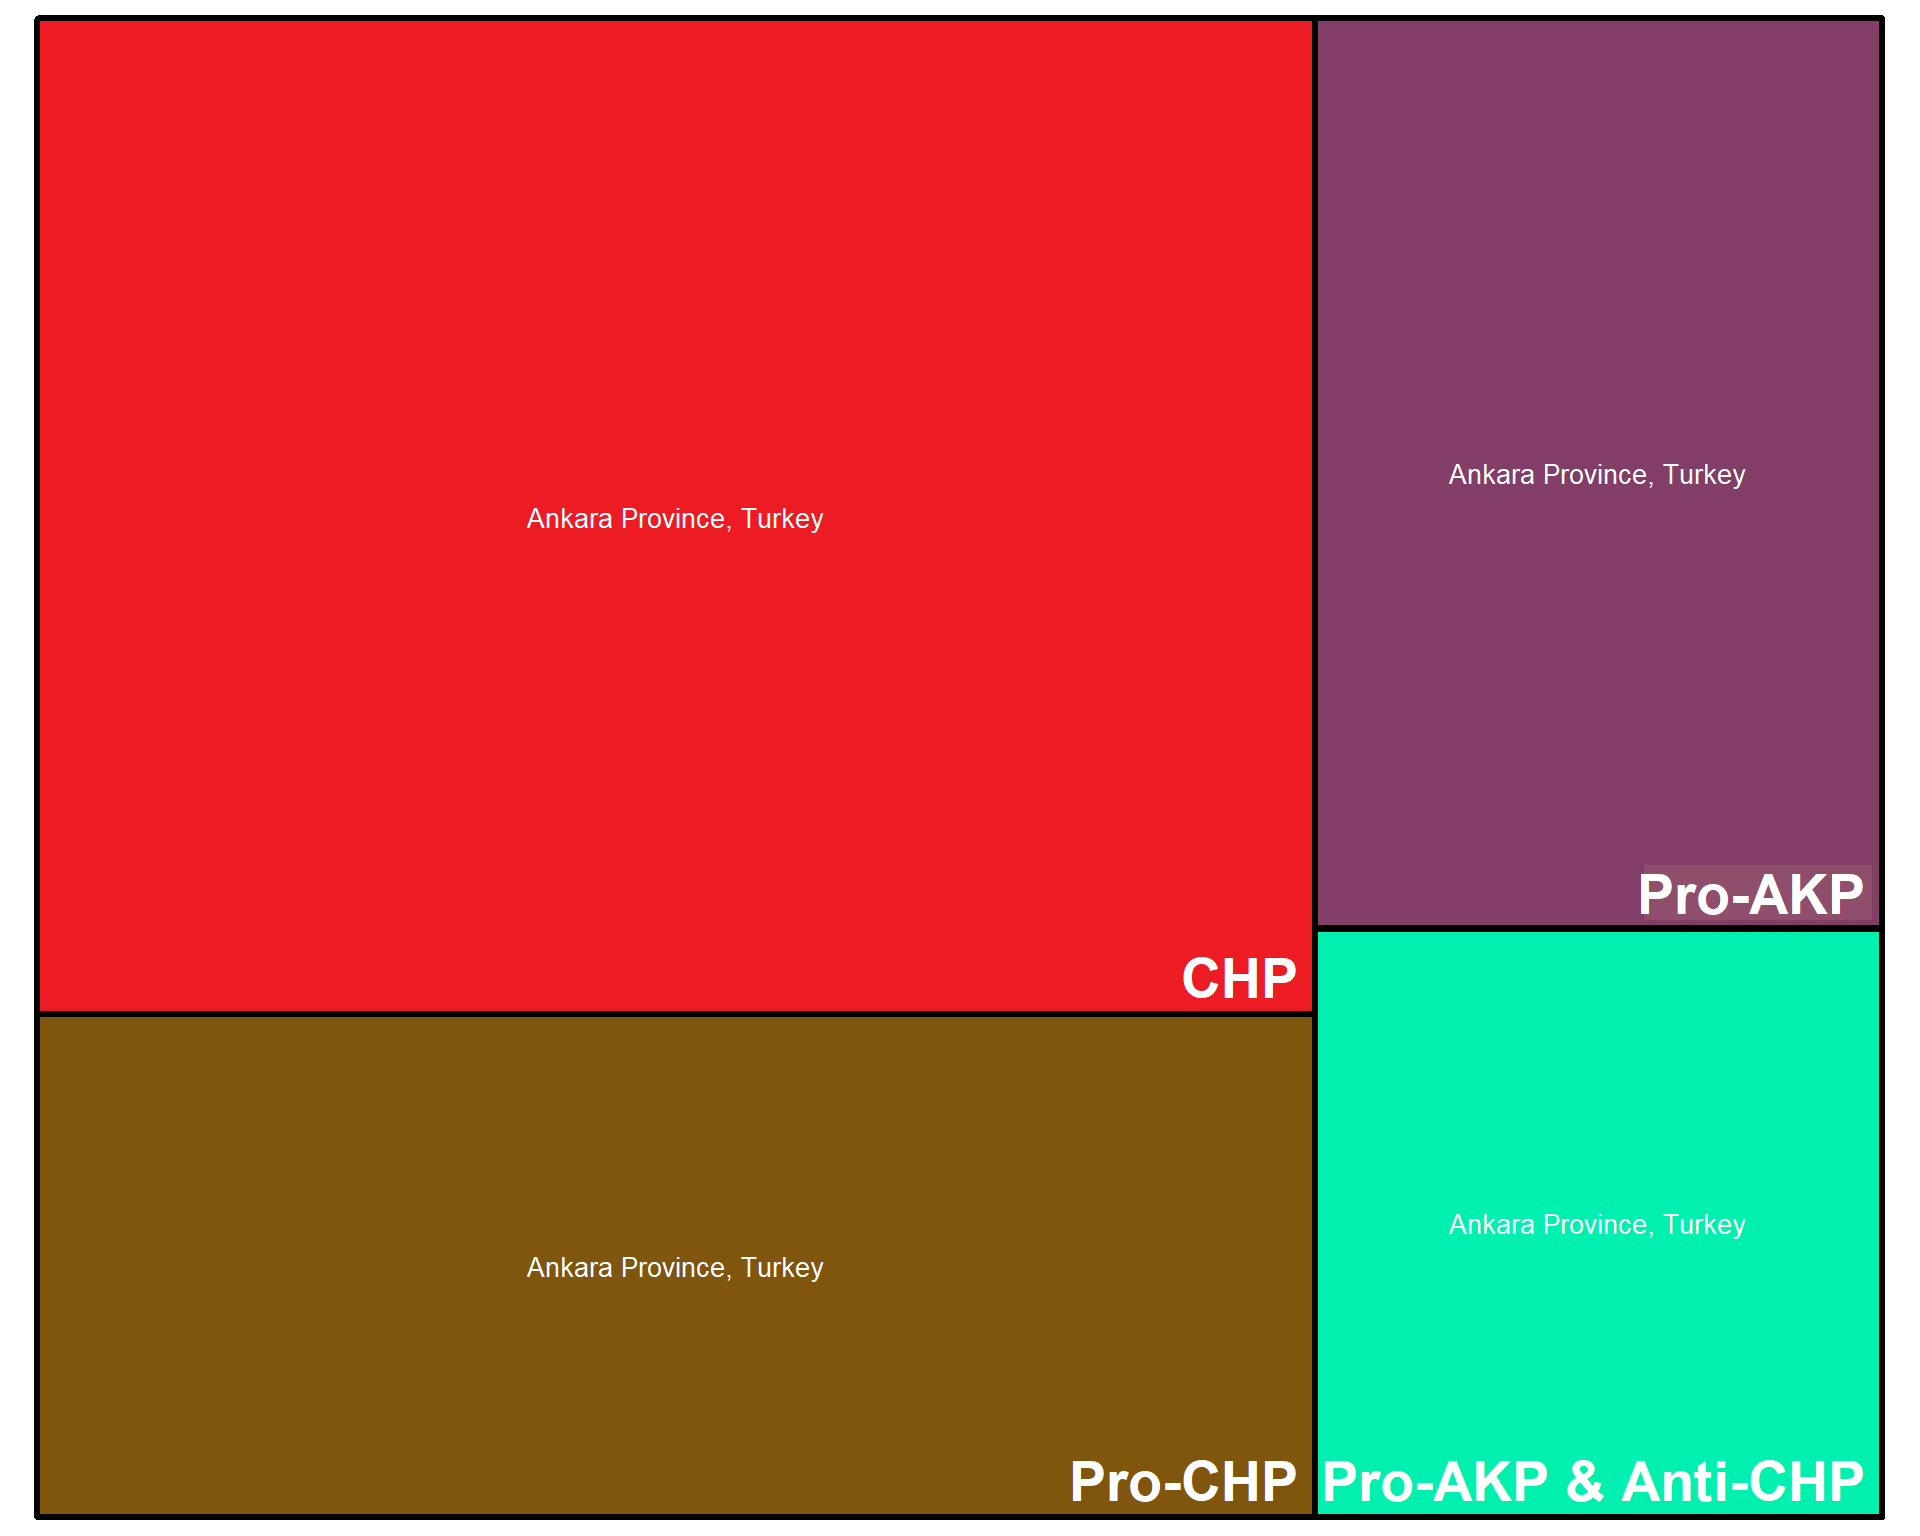 Ankara Province, Turkey
CHP
Ankara Province, Turkey
Pro-CHP
Ankara Province, Turkey
Pro-AKP
Ankara Province, Turkey
Pro-AKP & Anti-CHP